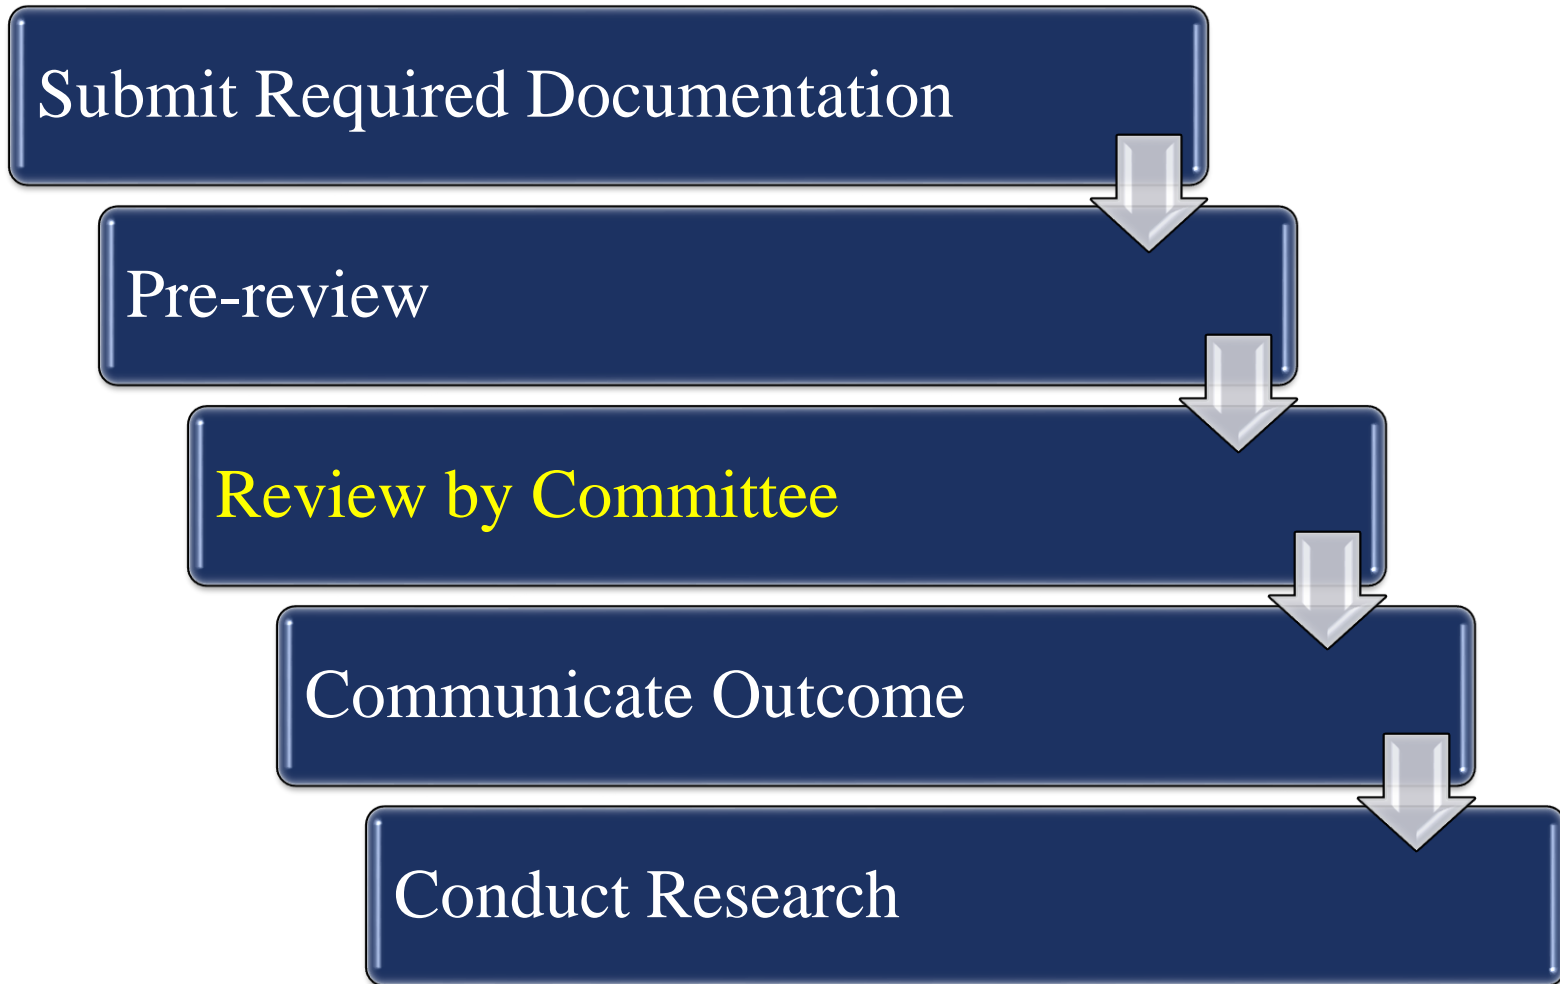 Submit Required Documentation
Pre-review
Review by Committee
Communicate Outcome
Conduct Research